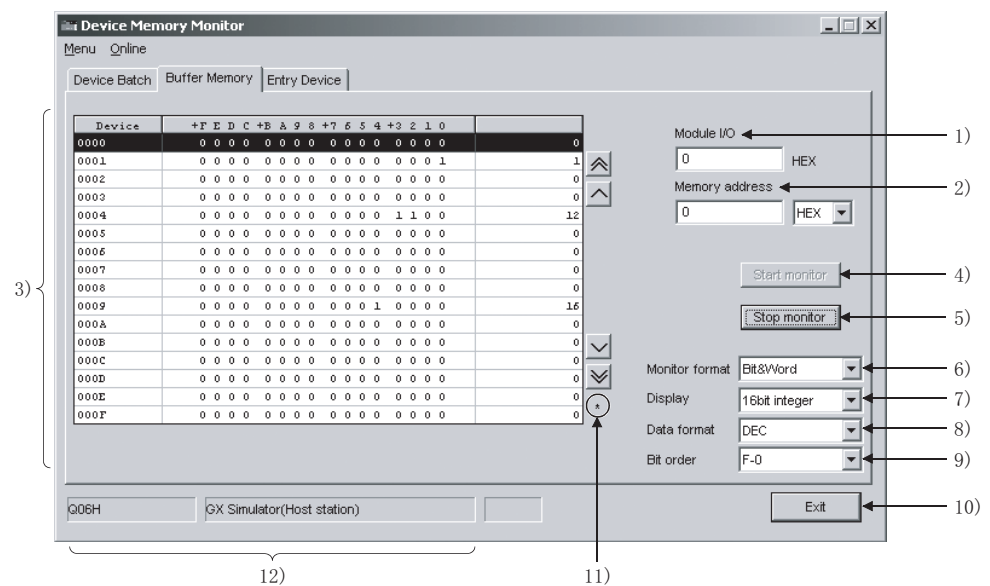 Device Memory Monitor
Menu Online
Device Batch Buffer Memory Entry Device
Device +F E D C +B A 9 8 +7 6 5 4 +3 2 1 0
0000 0 0 0 0 0 0 0 0 0 0 0 0 0 0 0 0 0
0001 0 0 0 0 0 0 0 0 0 0 0 0 0 0 0 1 1
0002 0 0 0 0 0 0 0 0 0 0 0 0 0 0 0 0 0
0003 0 0 0 0 0 0 0 0 0 0 0 0 0 0 0 0 0
0004 0 0 0 0 0 0 0 0 0 0 0 0 1 1 0 0 12
0005 0 0 0 0 0 0 0 0 0 0 0 0 0 0 0 0 0
0006 0 0 0 0 0 0 0 0 0 0 0 0 0 0 0 0 0
0007 0 0 0 0 0 0 0 0 0 0 0 0 0 0 0 0 0
0008 0 0 0 0 0 0 0 0 0 0 0 0 0 0 0 0 0
0009 0 0 0 0 0 0 0 0 0 0 0 1 0 0 0 0 16
000A 0 0 0 0 0 0 0 0 0 0 0 0 0 0 0 0 0
000B 0 0 0 0 0 0 0 0 0 0 0 0 0 0 0 0 0
000C 0 0 0 0 0 0 0 0 0 0 0 0 0 0 0 0 0
000D 0 0 0 0 0 0 0 0 0 0 0 0 0 0 0 0 0
000E 0 0 0 0 0 0 0 0 0 0 0 0 0 0 0 0 0
000F 0 0 0 0 0 0 0 0 0 0 0 0 0 0 0 0 0
*
3)
Module I/O 1)
0 HEX
Memory address 2)
0 HEX
Start monitor 4)
Stop monitor 5)
Monitor format Bit&Word 6)
Display 16bit integer 7)
Data format DEC 8)
Bit order F-0 9)
Q06H GX Simulator(Host station) Exit 10)
12) 11)